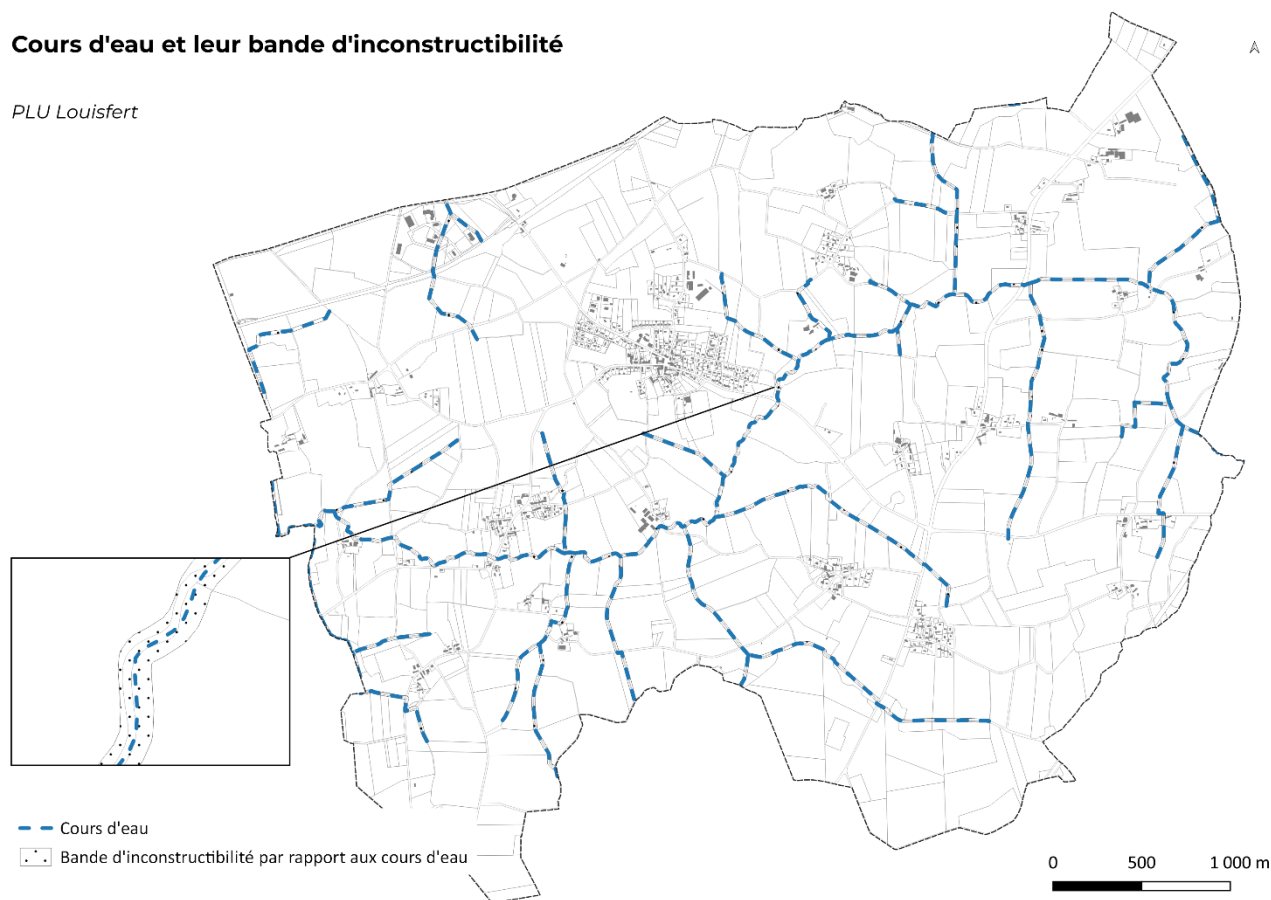 Cours d'eau et leur bande d'inconstructibilité
PLU Louisfert
Cours d'eau
Bande d'inconstructibilité par rapport aux cours d'eau
0 500 1 000 m